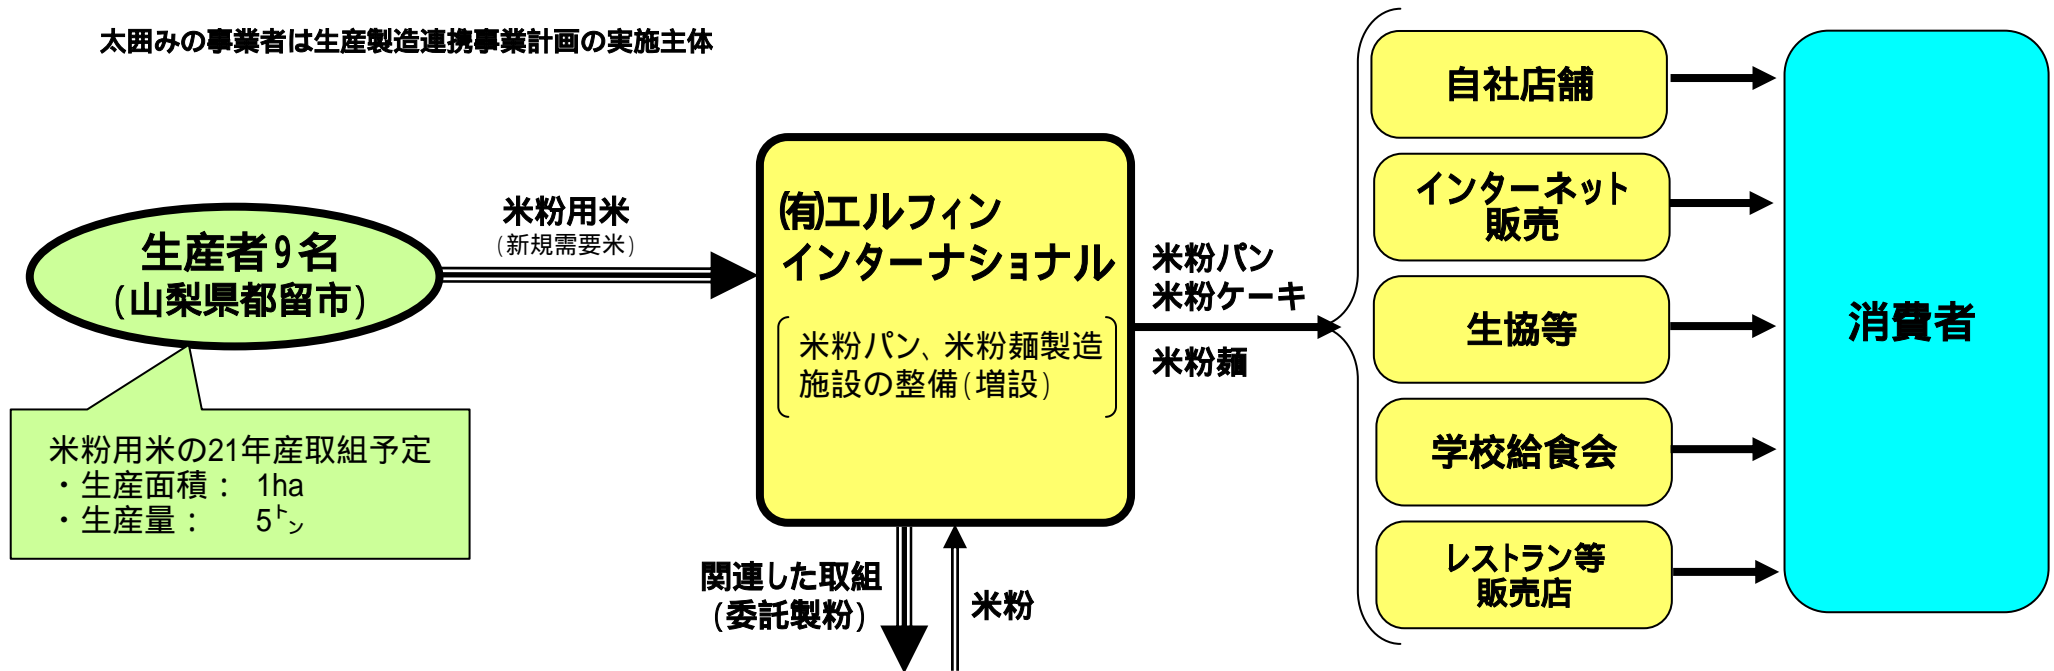 太囲みの事業者は生産製造連携事業計画の実施主体
生産者9名
(山梨県都留市)
米粉用米
(新規需要米)
米粉用米の21年産取組予定
・生産面積： 1ha
・生産量： 5㌧
㈲エルフィン
インターナショナル
米粉パン、米粉麺製造
施設の整備(増設)
関連した取組
(委託製粉)
米粉
米粉パン
米粉ケーキ
米粉麺
自社店舗
インターネット
販売
生協等
学校給食会
レストラン等
販売店
消費者